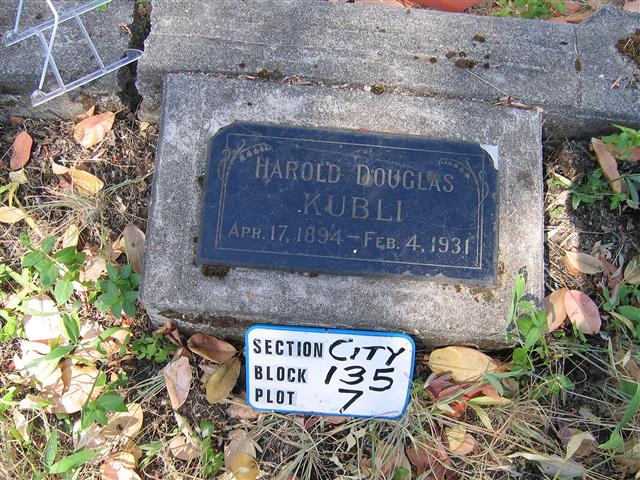 HAROLD DOUGLAS
KUBLI
APR. 17, 1894 – FEB. 4, 1931
SECTION CITY
BLOCK 135
PLOT 7